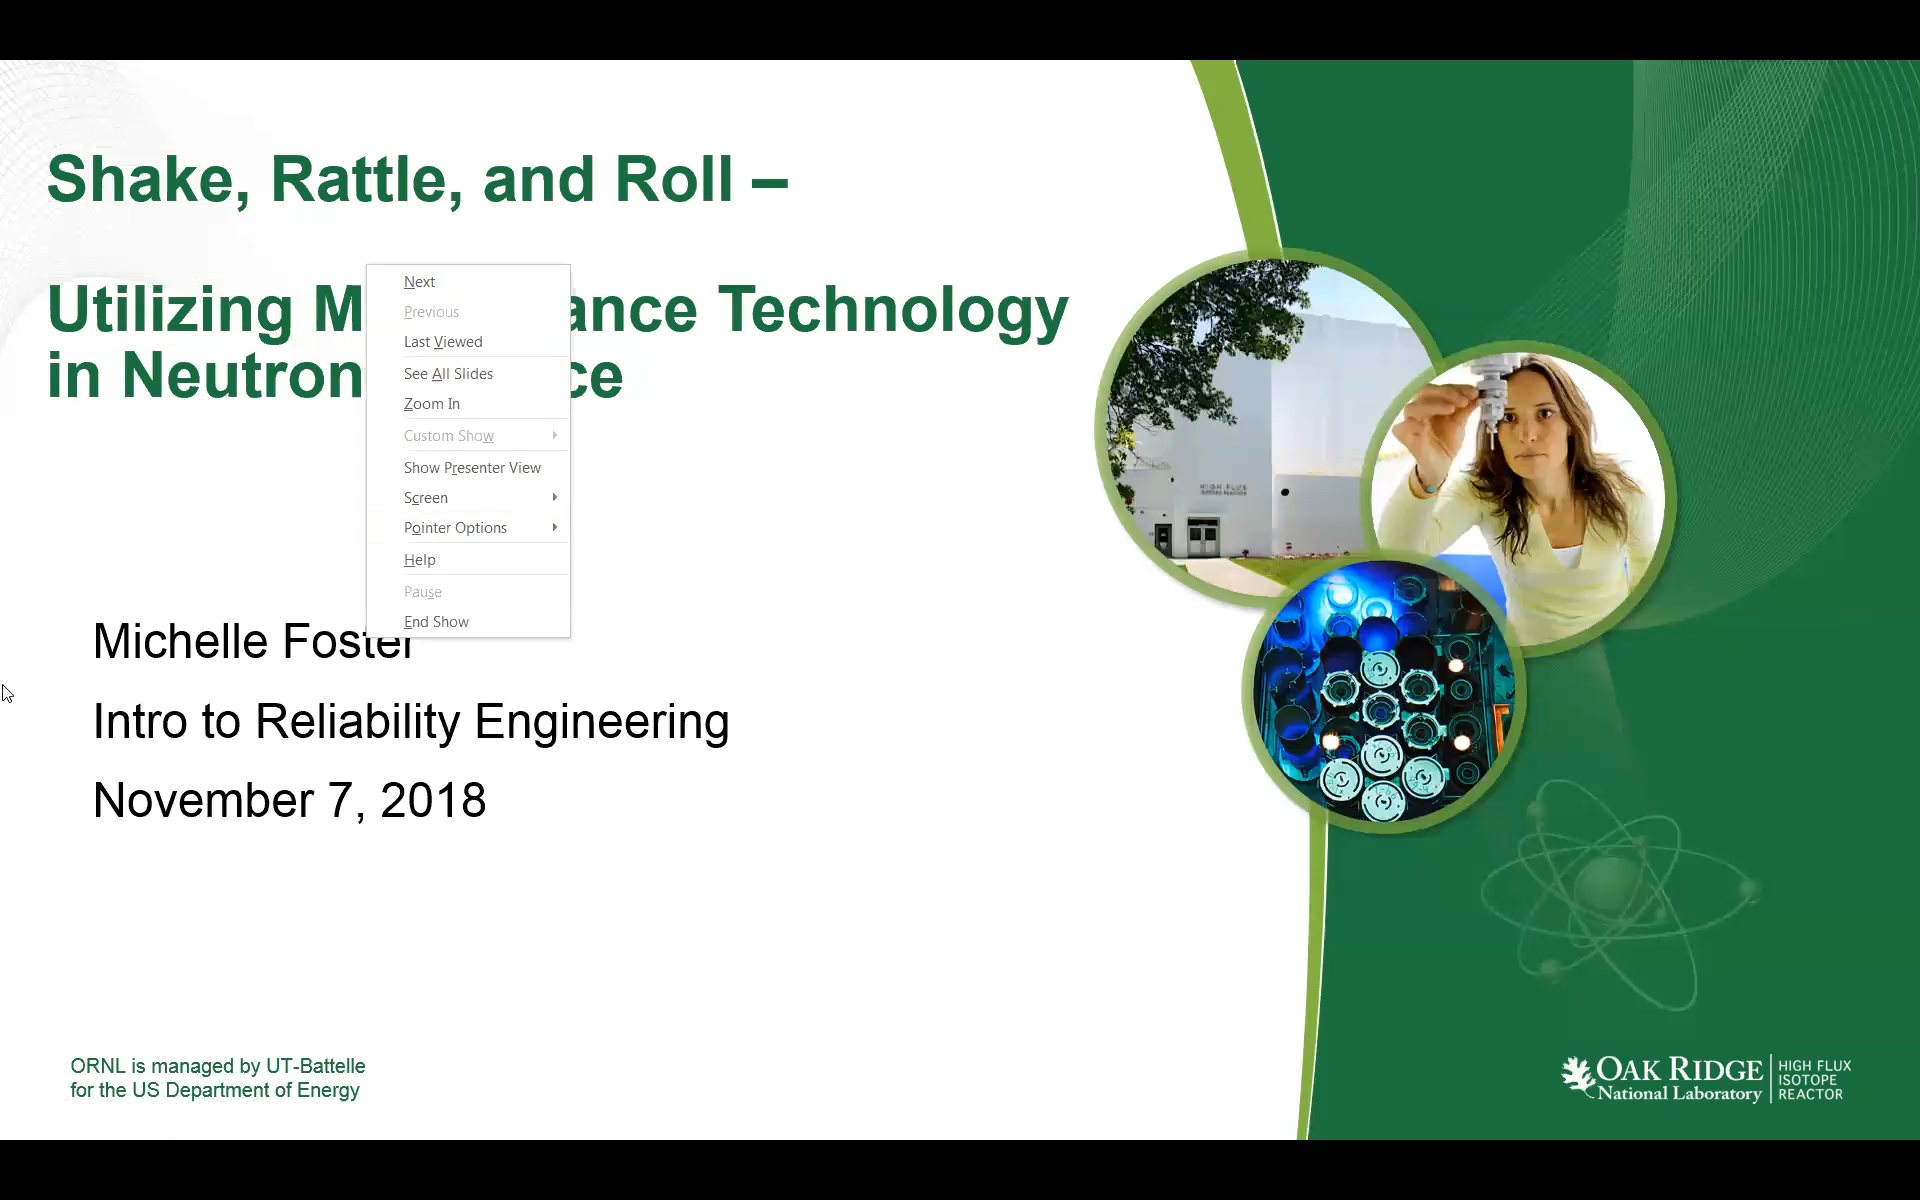 Shake, Rattle, and Roll –
Utilizing M ance Technology
in Neutron ce
Next
Previous
Last Viewed
See All Slides
Zoom In
Custom Show
Show Presenter View
Screen
Pointer Options
Help
Pause
End Show
Michelle Foster
Intro to Reliability Engineering
November 7, 2018
HIGH FLUX
ORNL is managed by UT-Battelle
for the US Department of Energy
OAK RIDGE
National Laboratory
HIGH FLUX
ISOTOPE
REACTOR